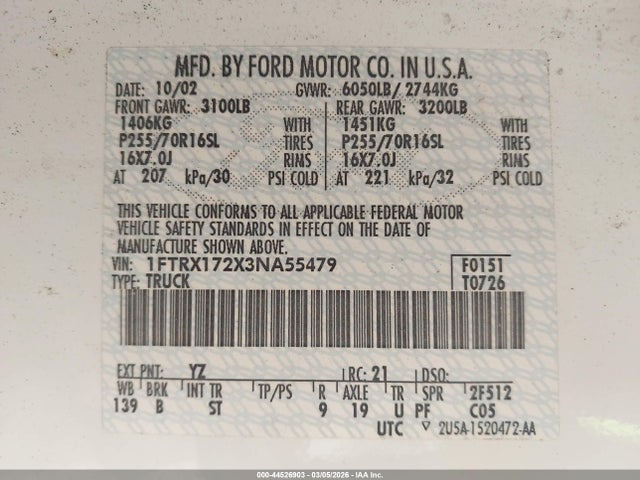 MFD. BY FORD MOTOR CO. IN U.S.A.
DATE: 10/02 GVWR: 6050LB/ 2744KG
FRONT GAWR: 3100LB REAR GAWR: 3200LB
1406KG WITH 1451KG WITH
P255/70R16SL TIRES P255/70R16SL TIRES
16X7.0J RIMS 16X7.0J RIMS
AT 207 kPa/30 PSI COLD AT 221 kPa/32 PSI COLD
THIS VEHICLE CONFORMS TO ALL APPLICABLE FEDERAL MOTOR
VEHICLE SAFETY STANDARDS IN EFFECT ON THE DATE OF
MANUFACTURE SHOWN ABOVE.
VIN: 1FTRX172X3NA55479 F0151
TYPE: TRUCK T0726
EXT PNT: YZ RC: 21 DSO:
WB BRK INT TR TP/PS R AXLE TR SPR 2F512
139 B ST 9 19 U PF C05
UTC ▽ 2U5A-1520472-AA
000-44526903 - 03/05/2026 - IAA Inc.